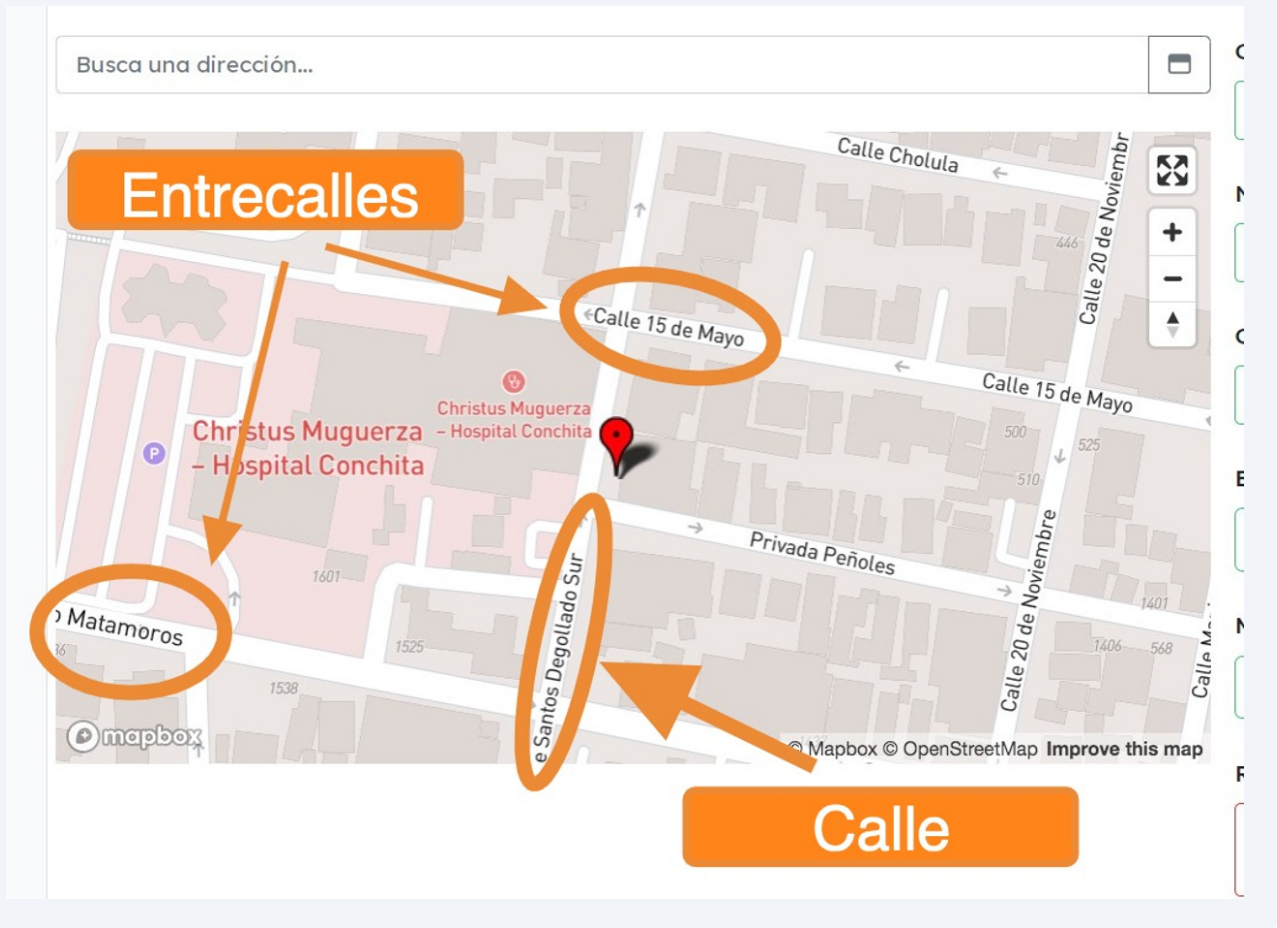 Busca una dirección...
Entrecalles
Calle Cholula
446
Calle 20 de Noviembr
Calle 15 de Mayo
Calle 15 de Mayo
Christus Muguerza
– Hospital Conchita
Christus Muguerza
– Hospital Conchita
P
500
525
510
Privada Peñoles
Calle 20 de Noviembre
1601
1401
o Matamoros
36
1525
1538
e Santos Degollado Sur
1406
568
mapbox
© Mapbox © OpenStreetMap Improve this map
Calle